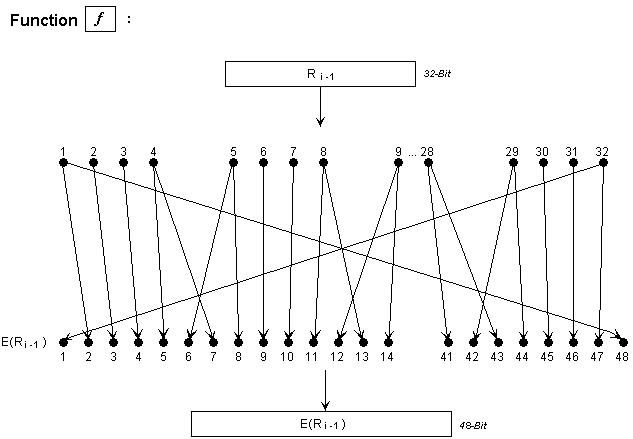 Function f :
R i-1 32-Bit
1 2 3 4 5 6 7 8 9 ... 28 29 30 31 32
E(R i-1)
1 2 3 4 5 6 7 8 9 10 11 12 13 14 41 42 43 44 45 46 47 48
E(R i-1) 48-Bit